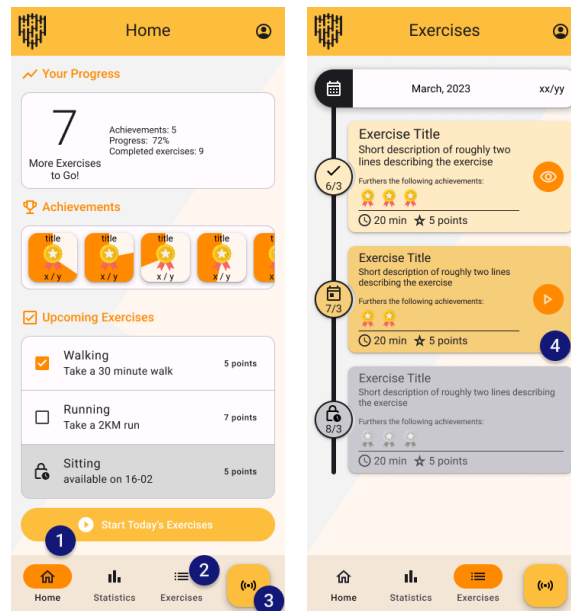 Home
Your Progress
7
More Exercises
to Go!
Achievements: 5
Progress: 72%
Completed exercises: 9
Achievements
title title title title t
x / y x / y x / y x / y x
Upcoming Exercises
Walking
Take a 30 minute walk
5 points
Running
Take a 2KM run
7 points
Sitting
available on 16-02
5 points
Start Today's Exercises
1
2
3
Home
Statistics
Exercises
Exercises
March, 2023
xx/yy
6/3
Exercise Title
Short description of roughly two
lines describing the exercise
Furthers the following achievements:
20 min 5 points
7/3
Exercise Title
Short description of roughly two lines
describing the exercise
Furthers the following achievements:
20 min 5 points
4
8/3
Exercise Title
Short description of roughly two lines describing
the exercise
Furthers the following achievements:
20 min 5 points
Home
Statistics
Exercises